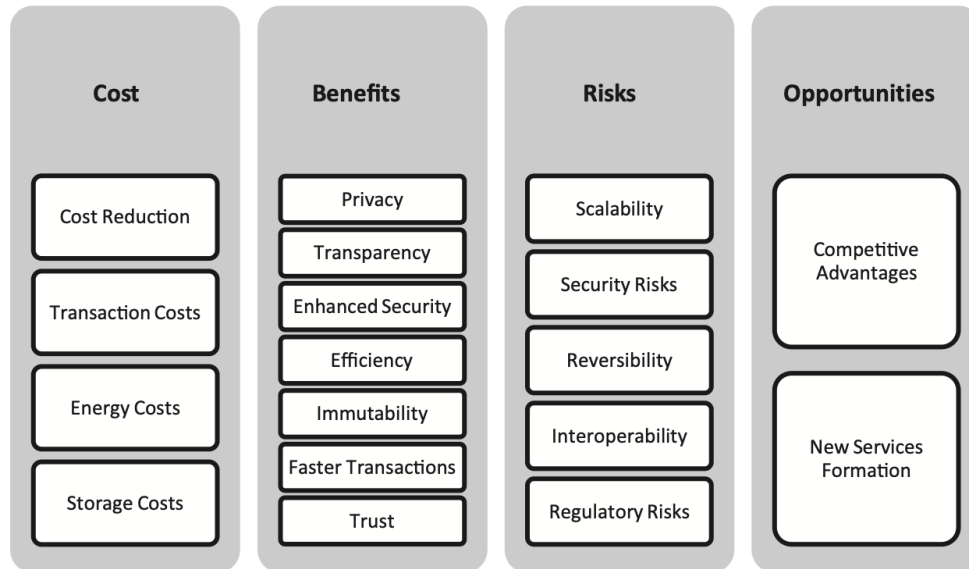 Cost
Cost Reduction
Transaction Costs
Energy Costs
Storage Costs
Benefits
Privacy
Transparency
Enhanced Security
Efficiency
Immutability
Faster Transactions
Trust
Risks
Scalability
Security Risks
Reversibility
Interoperability
Regulatory Risks
Opportunities
Competitive
Advantages
New Services
Formation